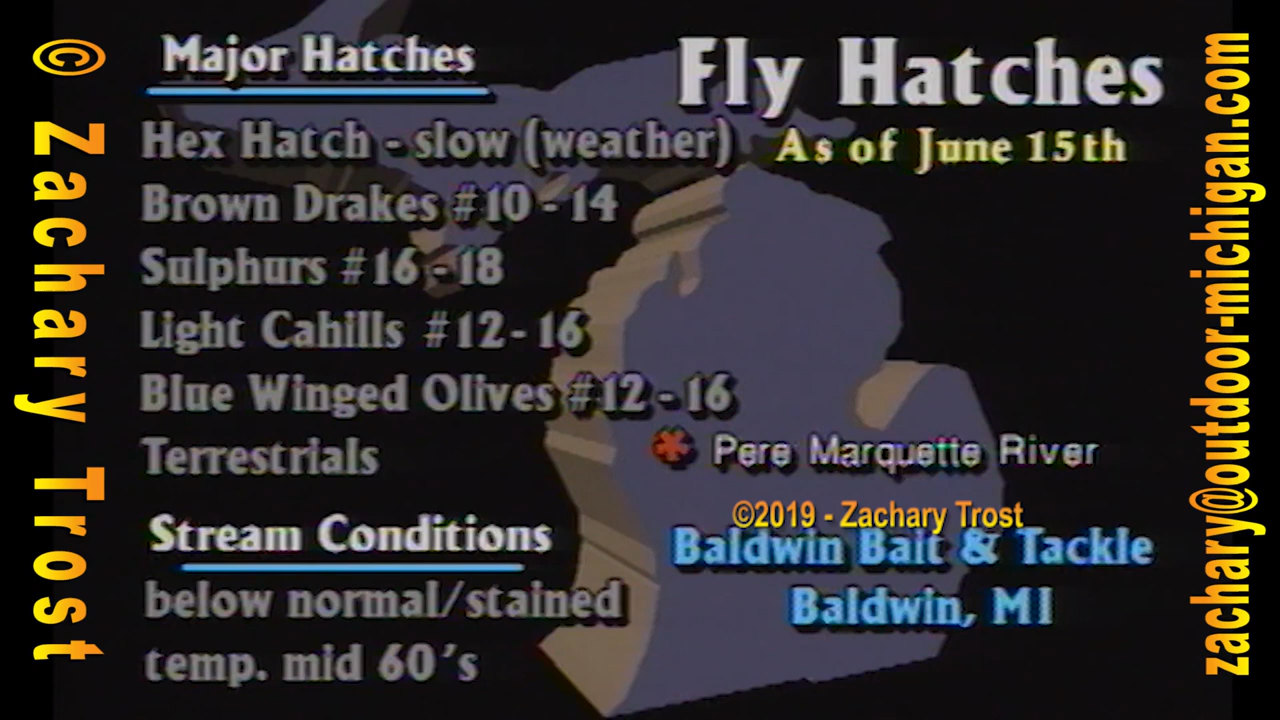 Major Hatches
Hex Hatch - slow (weather)
Brown Drakes #10 - 14
Sulphurs #16 - 18
Light Cahills #12 - 16
Blue Winged Olives #12 - 16
Terrestrials
Stream Conditions
below normal/stained
temp. mid 60's
Fly Hatches
As of June 15th
* Pere Marquette River
©2019 - Zachary Trost
Baldwin Bait & Tackle
Baldwin, MI
© Zachary Trost
zachary@outdoor-michigan.com